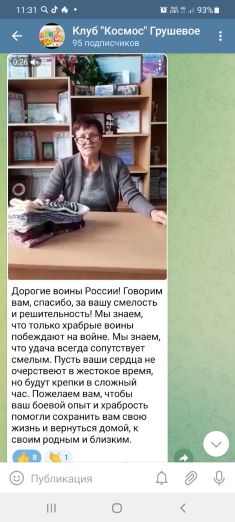 11:31
93%
Клуб "Космос" Грушевое
95 подписчиков
0:26
Дорогие воины России! Говорим
вам, спасибо, за вашу смелость
и решительность! Мы знаем,
что только храбрые воины
побеждают на войне. Мы знаем,
что удача всегда сопутствует
смелым. Пусть ваши сердца не
очерствеют в жестокое время,
но будут крепки в сложный
час. Пожелаем вам, чтобы
ваш боевой опыт и храбрость
помогли сохранить вам свою
жизнь и вернуться домой, к
своим родным и близким.
8
1
Публикация